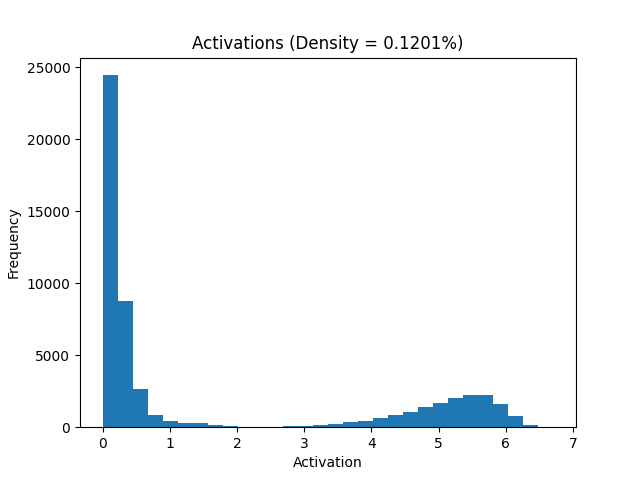 Activations (Density = 0.1201%)
25000
20000
15000
10000
5000
0
Frequency
0 1 2 3 4 5 6 7
Activation